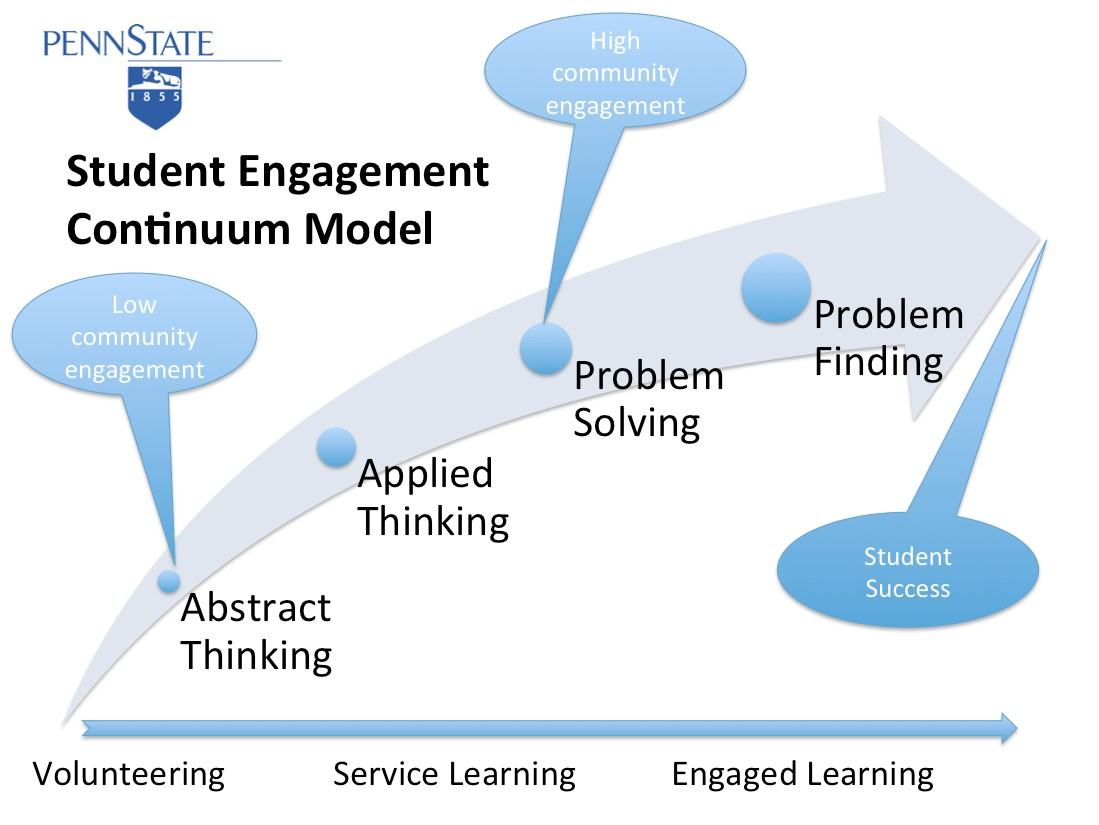 PENNSTATE
1855
High
community
engagement
Student Engagement
Continuum Model
Low
community
engagement
Problem
Finding
Problem
Solving
Applied
Thinking
Student
Success
Abstract
Thinking
Volunteering
Service Learning
Engaged Learning